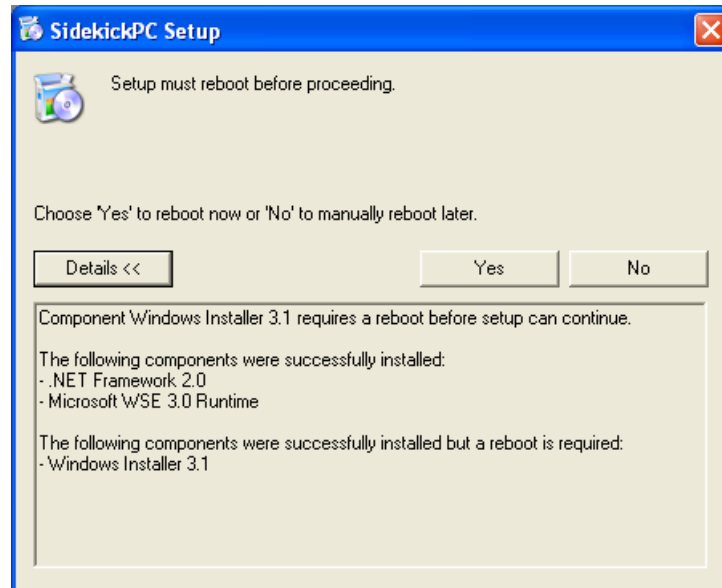 SidekickPC Setup
Setup must reboot before proceeding.
Choose 'Yes' to reboot now or 'No' to manually reboot later.
Details <<
Yes
No
Component Windows Installer 3.1 requires a reboot before setup can continue.
The following components were successfully installed:
- .NET Framework 2.0
- Microsoft WSE 3.0 Runtime
The following components were successfully installed but a reboot is required:
- Windows Installer 3.1